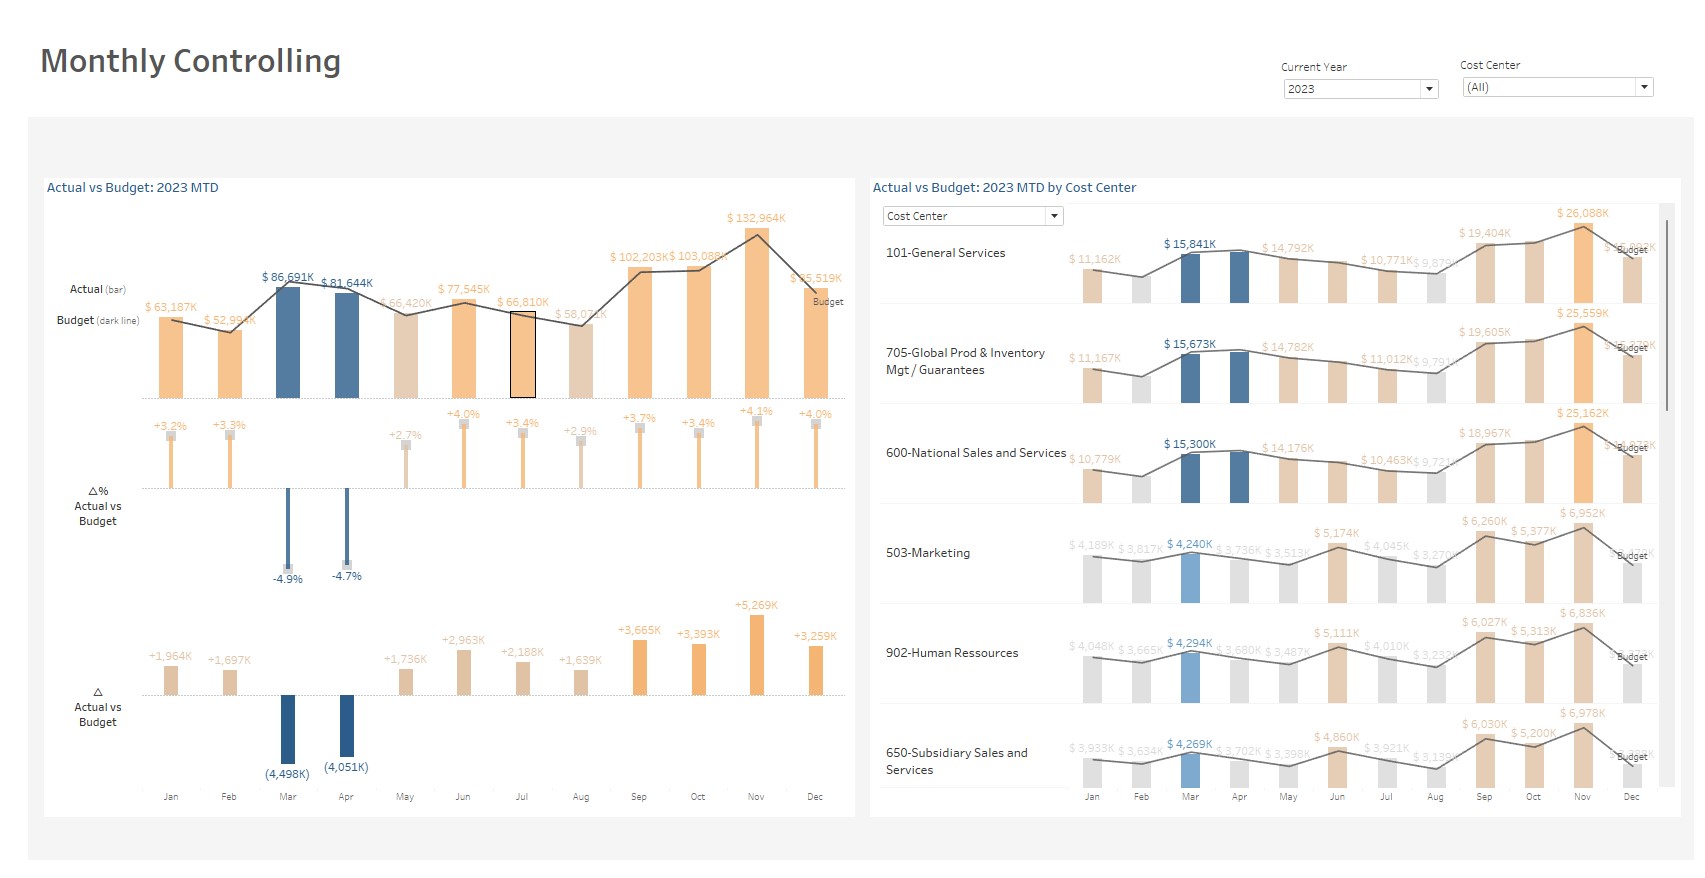 Monthly Controlling
Current Year
Cost Center
2023
(All)
Actual vs Budget: 2023 MTD
$ 132,964K
$ 102,203K
$ 103,088K
$ 86,691K
$ 81,644K
Actual (bar)
$ 63,187K
$ 52,994K
$ 66,420K
$ 77,545K
$ 66,810K
$ 58,071K
Budget
Budget (dark line)
+3.2%
+3.3%
+2.7%
+4.0%
+3.4%
+2.9%
+3.7%
+3.4%
+4.1%
+4.0%
△%
Actual vs
Budget
-4.9%
-4.7%
+1,964K
+1,697K
+1,736K
+2,963K
+2,188K
+1,639K
+3,665K
+3,393K
+5,269K
+3,259K
△
Actual vs
Budget
(4,498K)
(4,051K)
Jan Feb Mar Apr May Jun Jul Aug Sep Oct Nov Dec
Actual vs Budget: 2023 MTD by Cost Center
Cost Center
101-General Services
$ 11,162K
$ 15,841K
$ 14,792K
$ 10,771K
$ 19,404K
$ 26,088K
Budget
705-Global Prod & Inventory
Mgt / Guarantees
$ 11,167K
$ 15,673K
$ 14,782K
$ 11,012K
$ 19,605K
$ 25,559K
Budget
600-National Sales and Services
$ 10,779K
$ 15,300K
$ 14,176K
$ 10,463K
$ 18,967K
$ 25,162K
Budget
503-Marketing
$ 4,189K
$ 3,817K
$ 4,240K
$ 3,736K
$ 3,513K
$ 5,174K
$ 4,045K
$ 3,270K
$ 6,260K
$ 5,377K
$ 6,952K
Budget
902-Human Ressources
$ 4,048K
$ 3,665K
$ 4,294K
$ 3,680K
$ 3,487K
$ 5,111K
$ 4,010K
$ 3,232K
$ 6,027K
$ 5,313K
$ 6,836K
Budget
650-Subsidiary Sales and
Services
$ 3,933K
$ 3,634K
$ 4,269K
$ 3,702K
$ 3,398K
$ 4,860K
$ 3,921K
$ 3,139K
$ 6,030K
$ 5,200K
$ 6,978K
Budget
Jan Feb Mar Apr May Jun Jul Aug Sep Oct Nov Dec